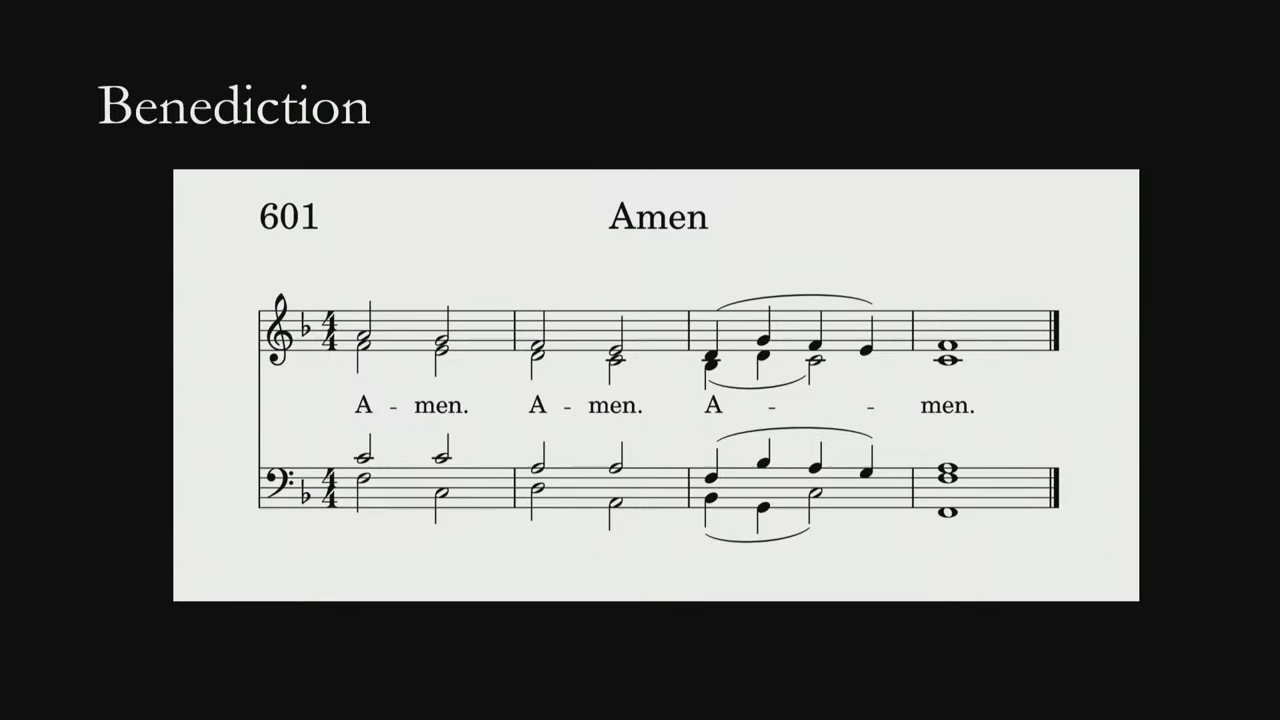 Benediction
601 Amen
A - men. A - men. A - - men.